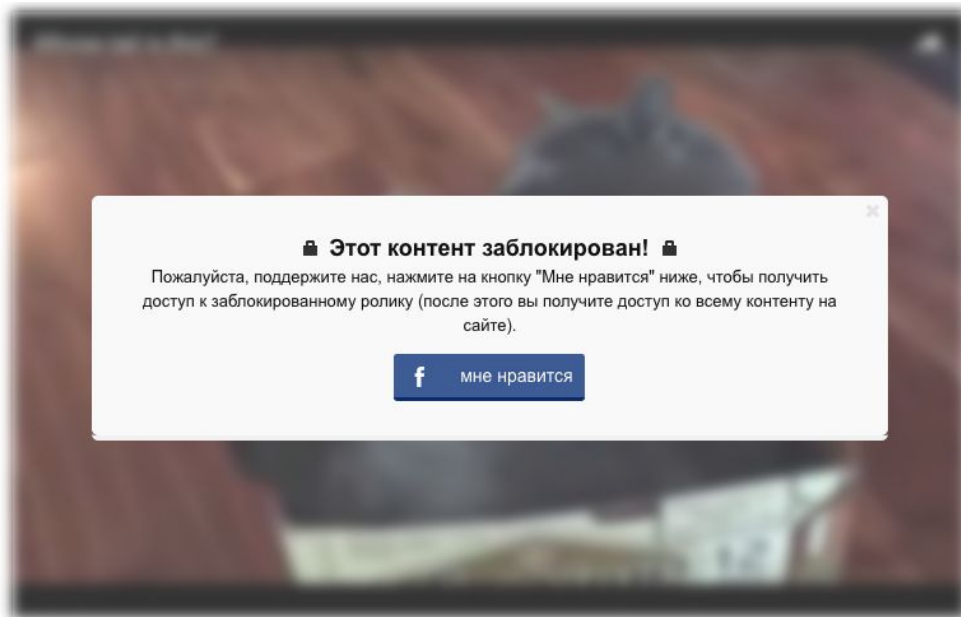 Этот контент заблокирован!
Пожалуйста, поддержите нас, нажмите на кнопку "Мне нравится" ниже, чтобы получить
доступ к заблокированному ролику (после этого вы получите доступ ко всему контенту на
сайте).
f мне нравится